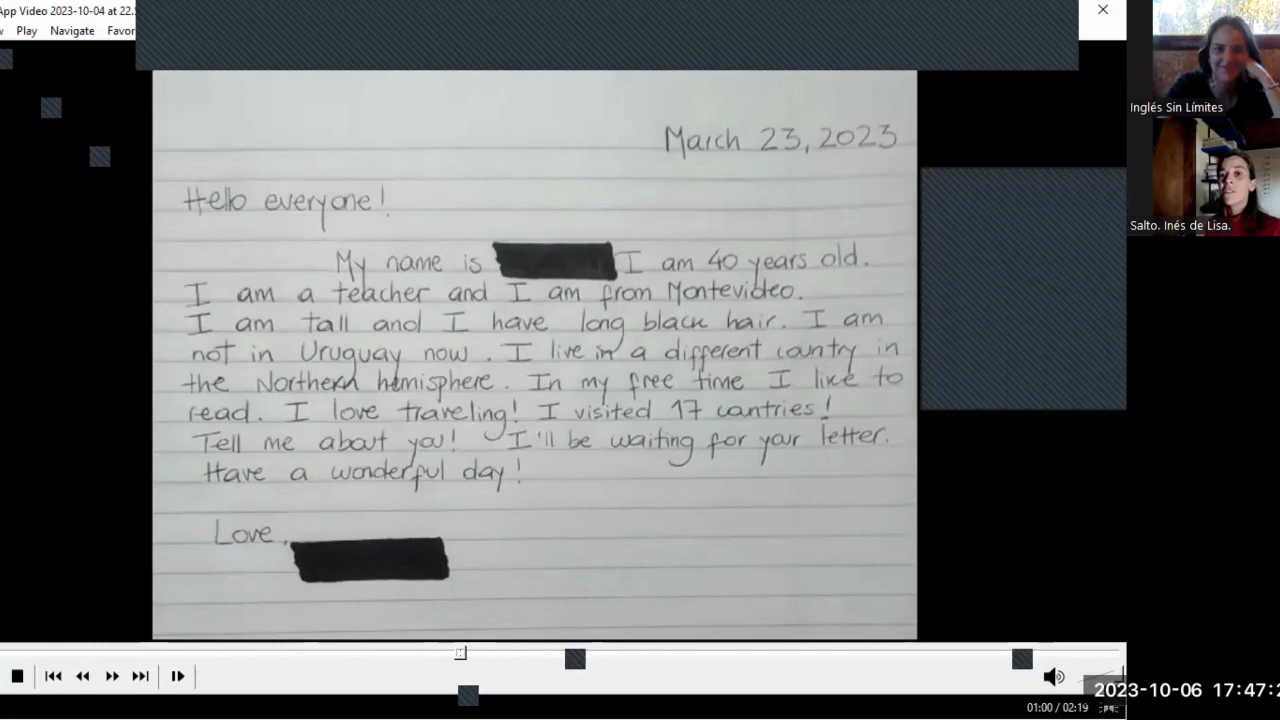 App Video 2023-10-04 at 22.5
Play Navigate Favor
Inglés Sin Límites
Salto. Inés de Lisa.
March 23, 2023
Hello everyone!
My name is I am 40 years old.
I am a teacher and I am from Montevideo.
I am tall and I have long black hair. I am
not in Uruguay now. I live in a different country in
the Northern hemisphere. In my free time I like to
read. I love traveling! I visited 17 cantries!
Tell me about you! I'll be waiting for your letter.
Have a wonderful day!
Love,
2023-10-06 17:47:2
01:00 / 02:19